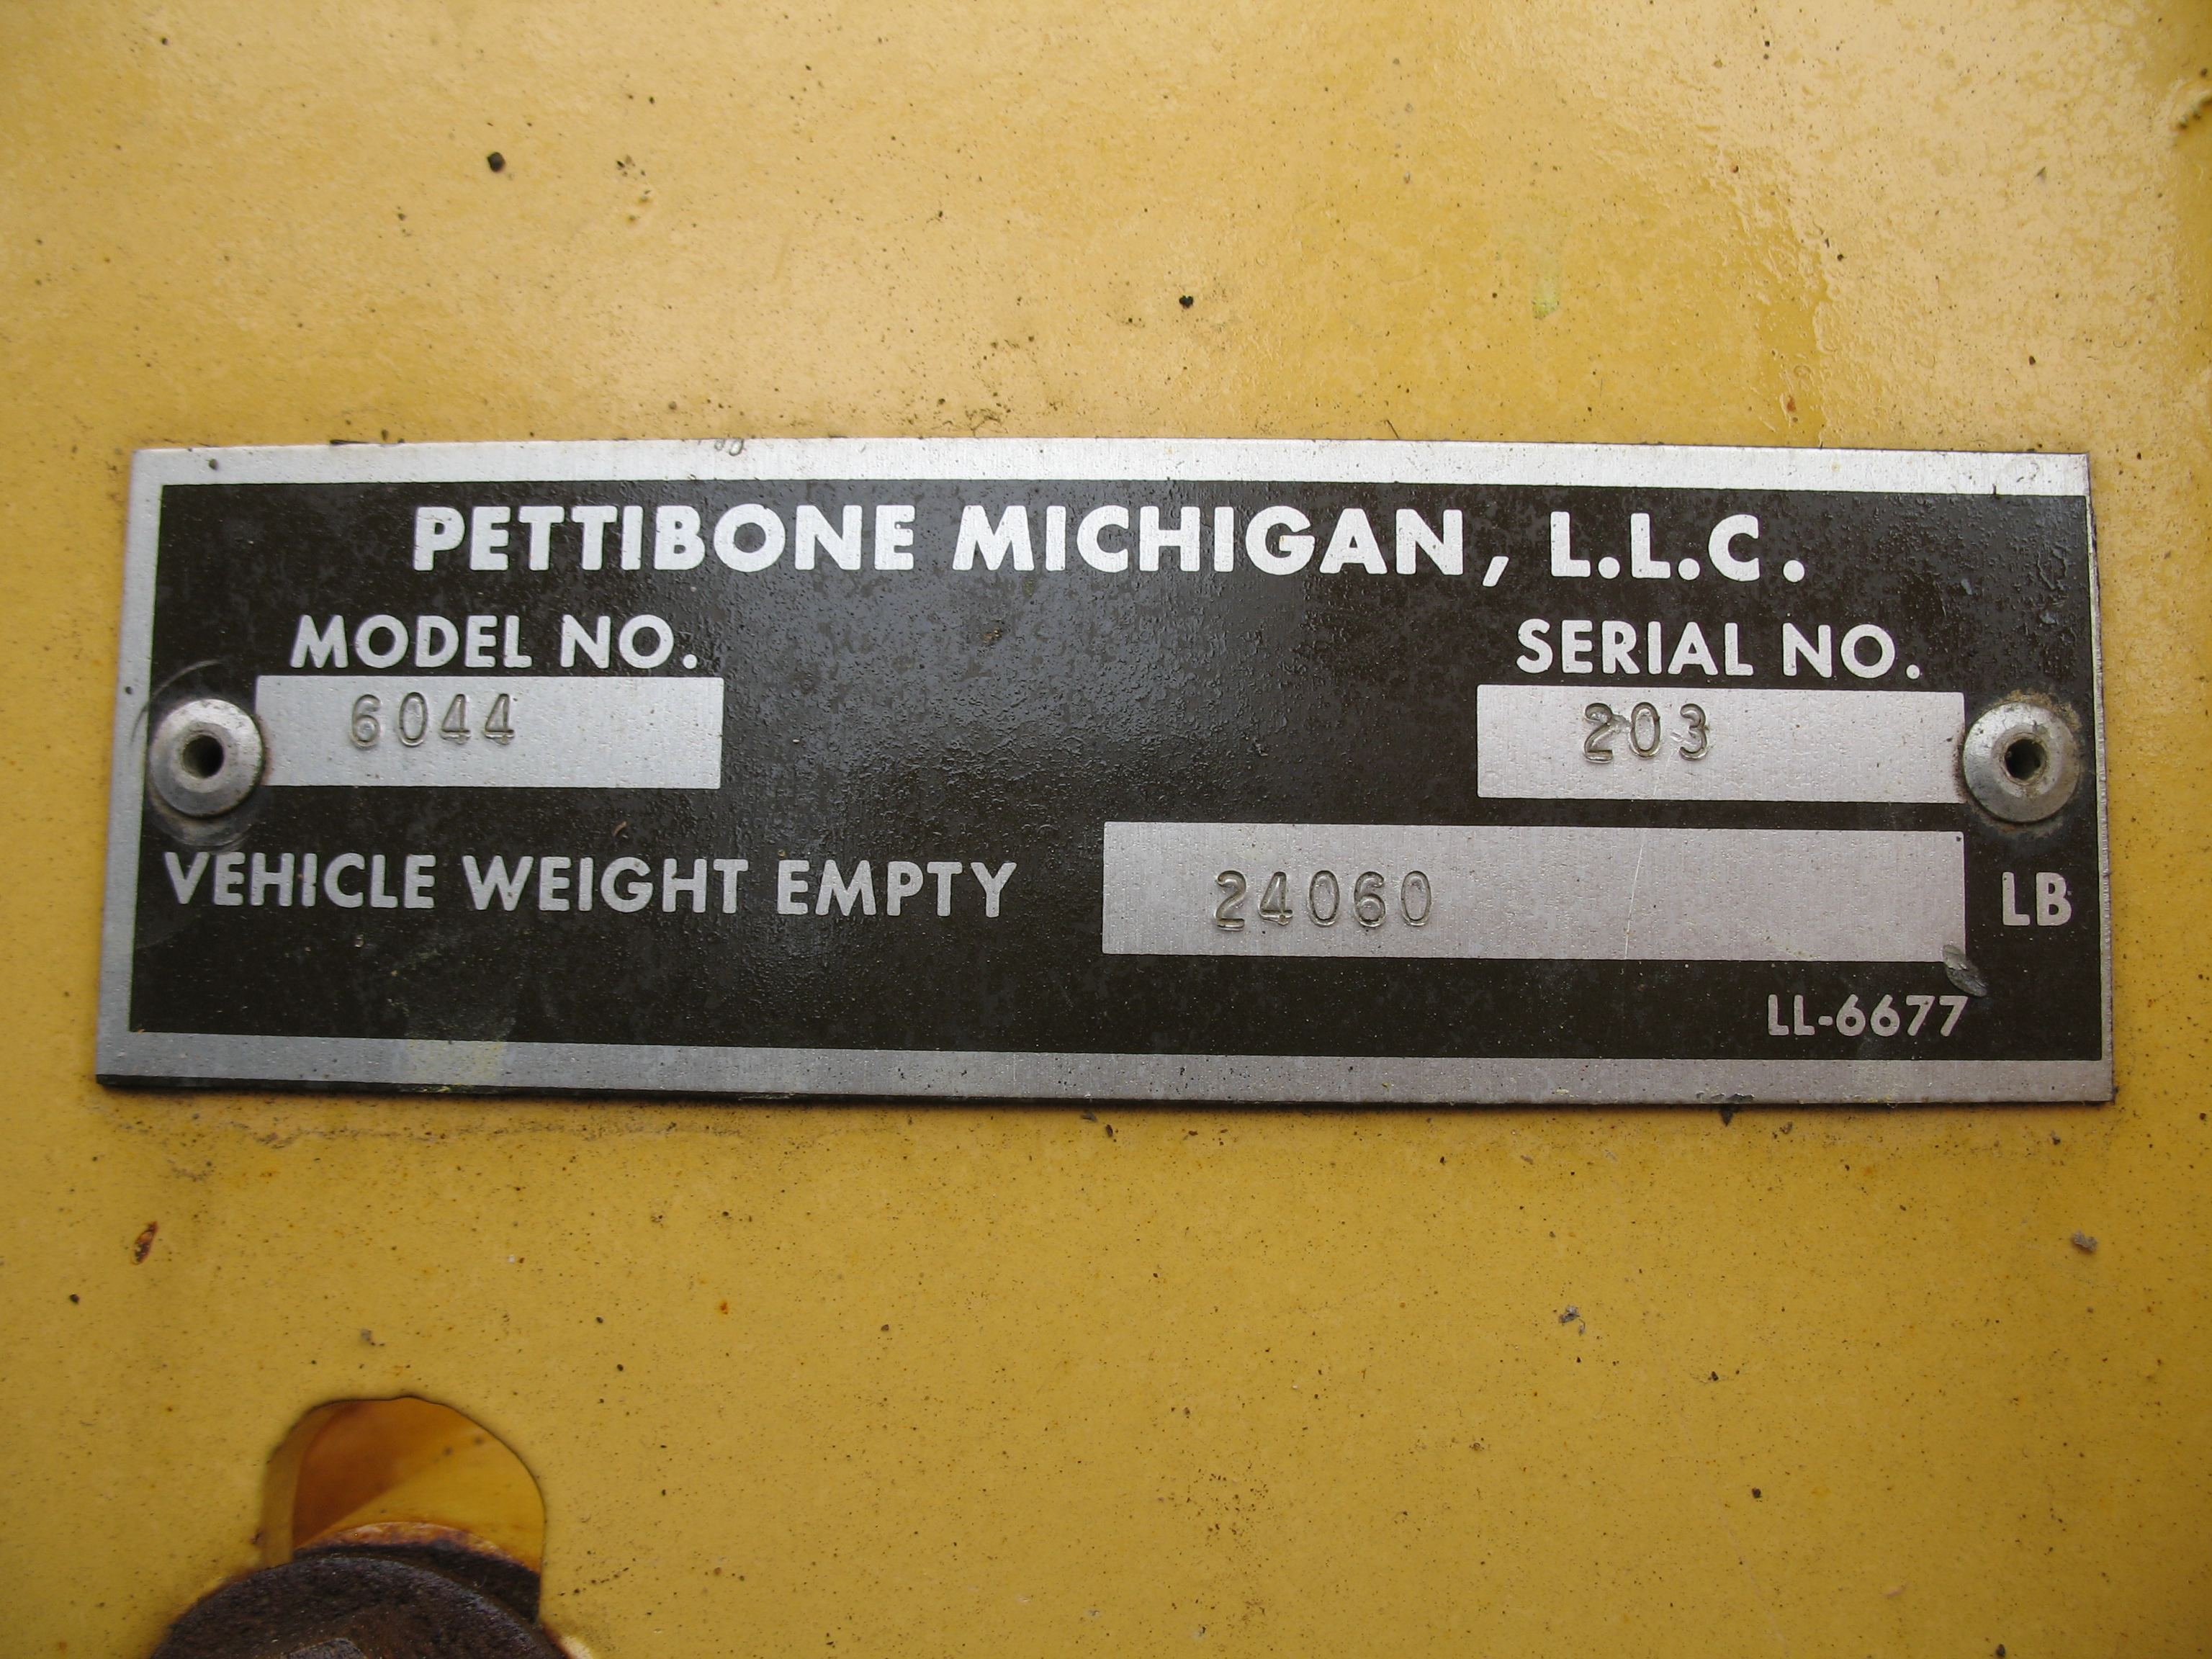 PETTIBONE MICHIGAN, L.L.C.
MODEL NO. SERIAL NO.
6044 203
VEHICLE WEIGHT EMPTY 24060 LB
LL-6677